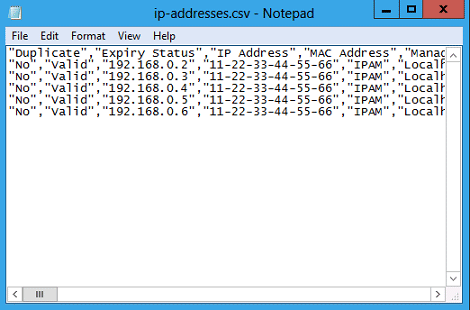 ip-addresses.csv - Notepad
File Edit Format View Help
"Duplicate","Expiry Status","IP Address","MAC Address","Manag
"No","Valid","192.168.0.2","11-22-33-44-55-66","IPAM","Localh
"No","Valid","192.168.0.3","11-22-33-44-55-66","IPAM","Localh
"No","Valid","192.168.0.4","11-22-33-44-55-66","IPAM","Localh
"No","Valid","192.168.0.5","11-22-33-44-55-66","IPAM","Localh
"No","Valid","192.168.0.6","11-22-33-44-55-66","IPAM","Localh